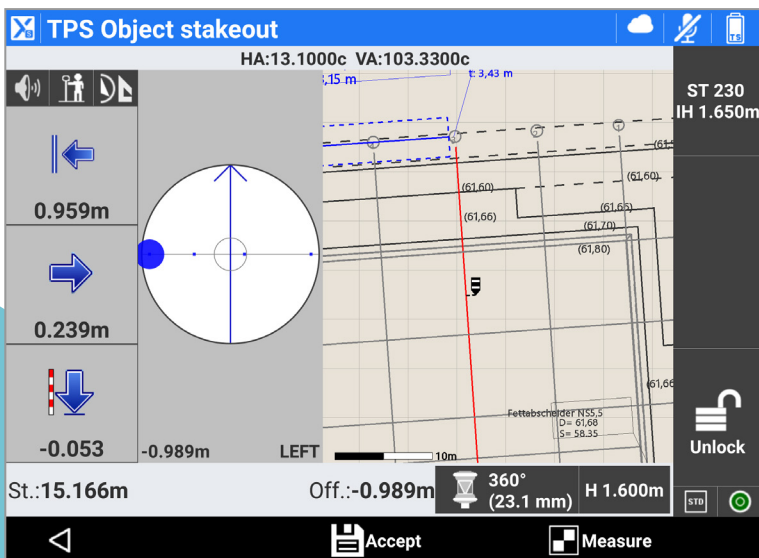 TPS Object stakeout
TS
HA:13.1000c VA:103.3300c
ST 230
IH 1.650m
,15 m
t: 3,43 m
0.959m
0.239m
-0.053
(61,60)
(61,60)
(61,66)
(61,65)
(61,70)
(61,80)
Fettabscheider NS5,5
D= 61,68
S= 58.35
-0.989m
LEFT
10m
Unlock
St.:15.166m
Off.:-0.989m
360°
(23.1 mm)
H 1.600m
STD
Accept
Measure